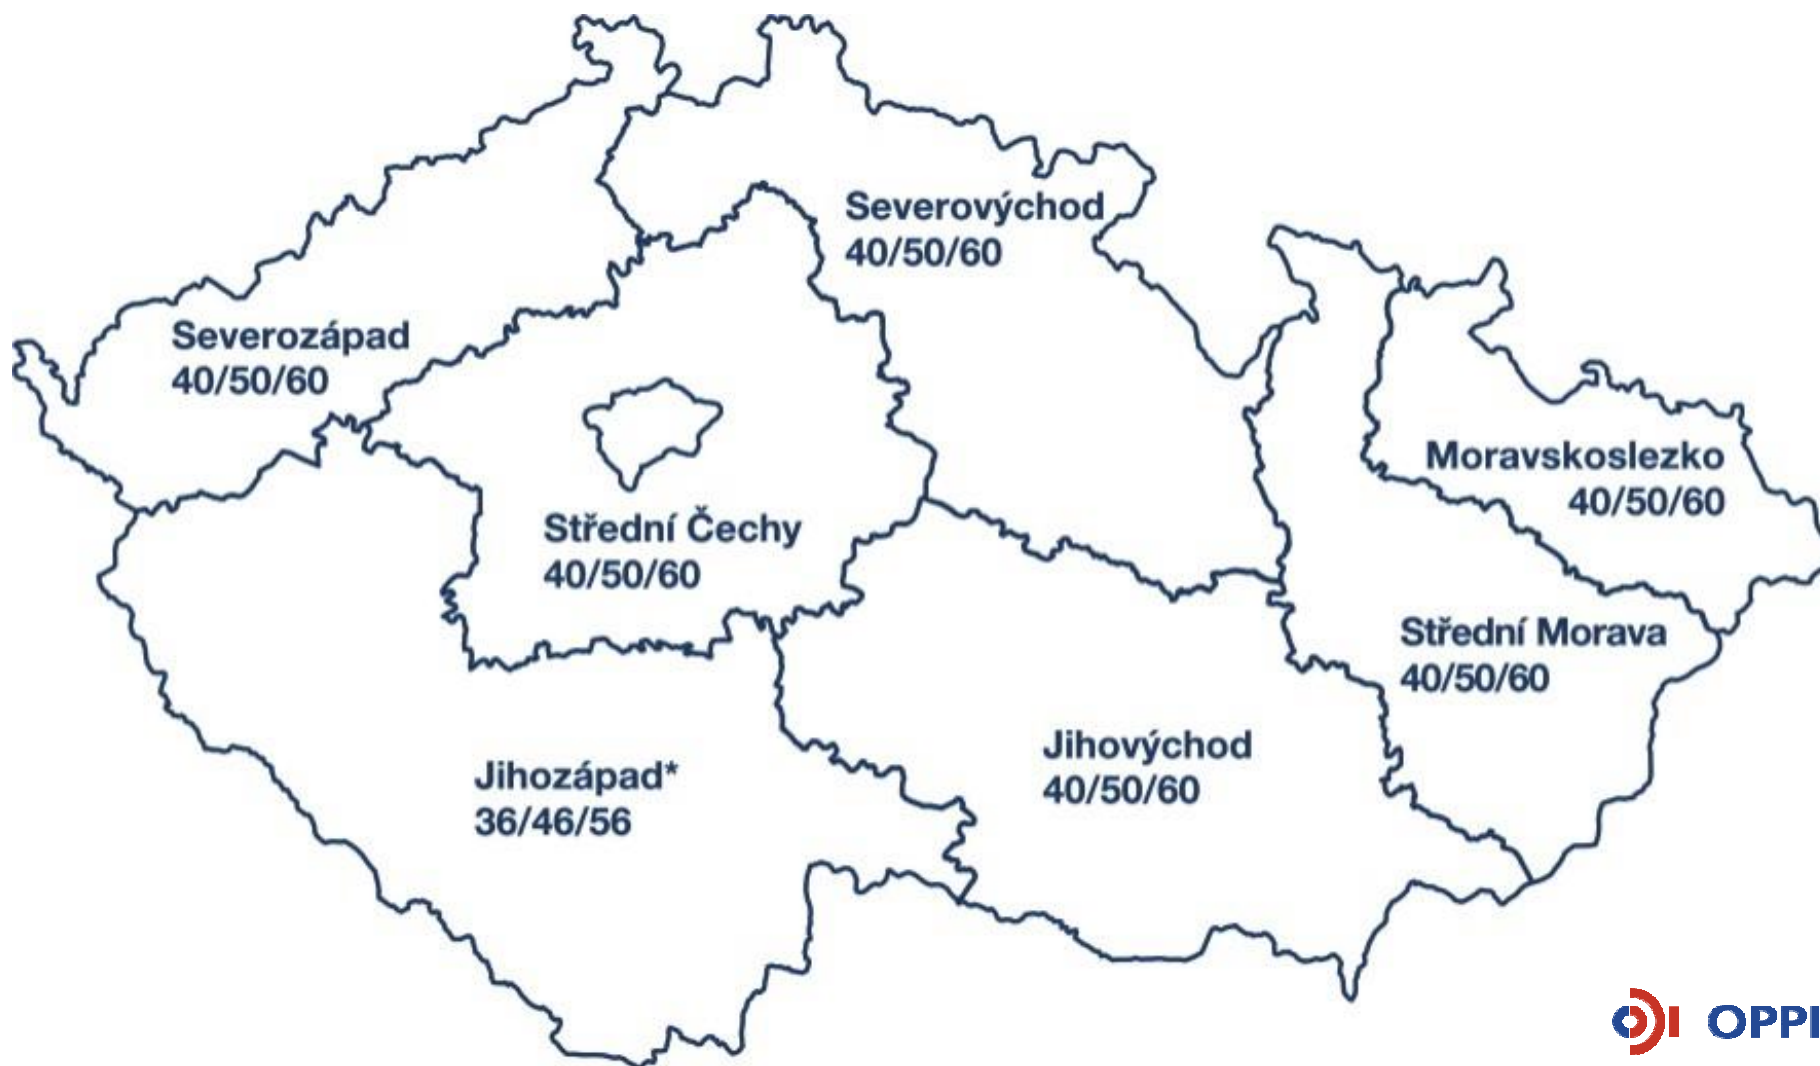 Severovýchod
40/50/60
Severozápad
40/50/60
Moravskoslezko
40/50/60
Střední Čechy
40/50/60
Střední Morava
40/50/60
Jihovýchod
40/50/60
Jihozápad*
36/46/56
OPPI